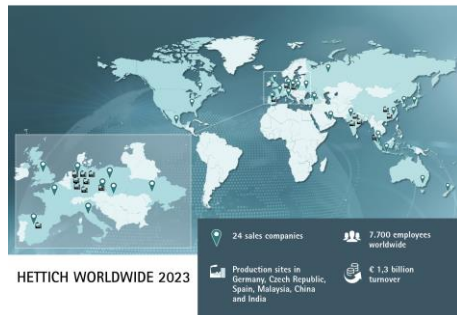 24 sales companies
7.700 employees
worldwide
Production sites in
Germany, Czech Republic,
Spain, Malaysia, China
and India
€ 1,3 billion
turnover
HETTICH WORLDWIDE 2023